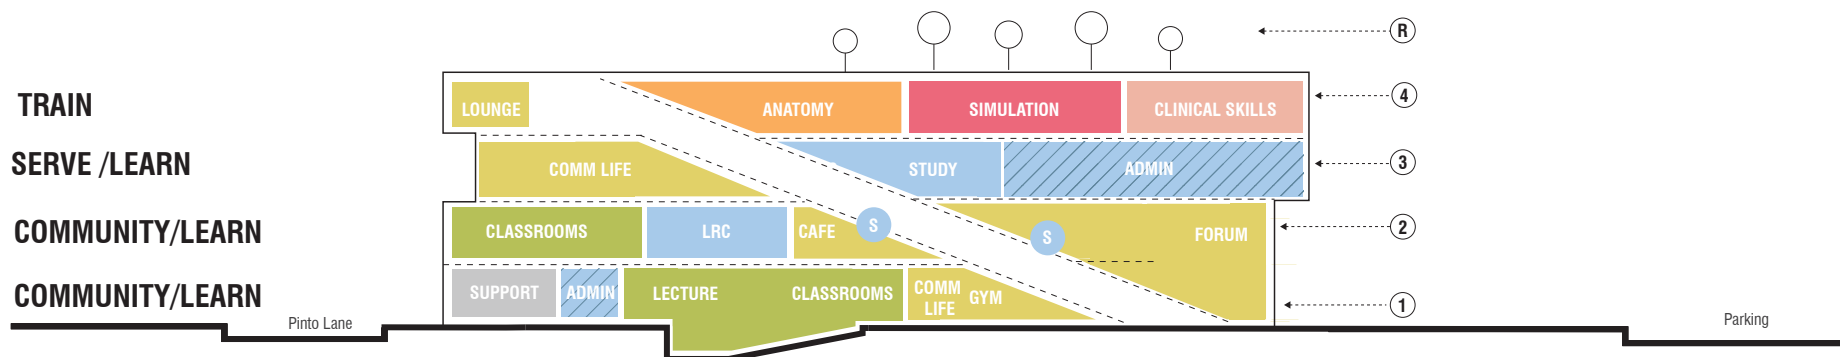 R
TRAIN
LOUNGE
ANATOMY
SIMULATION
CLINICAL SKILLS
4
SERVE /LEARN
COMM LIFE
STUDY
ADMIN
3
COMMUNITY/LEARN
CLASSROOMS
LRC
CAFE
S
S
FORUM
2
COMMUNITY/LEARN
SUPPORT
ADMIN
LECTURE
CLASSROOMS
COMM
LIFE
GYM
1
Pinto Lane
Parking